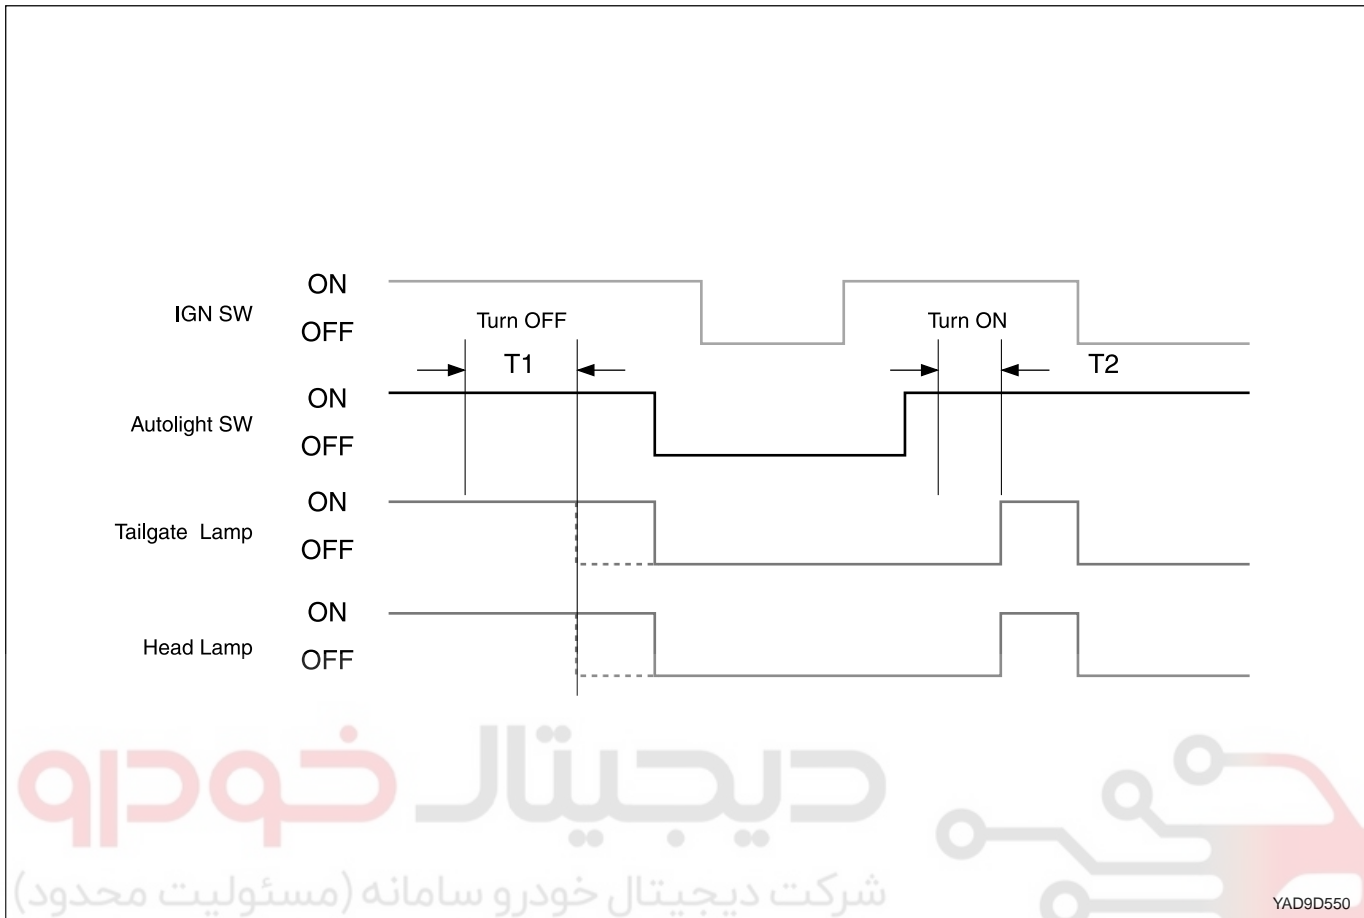 ON
IGN SW
OFF
Turn OFF
Turn ON
T1
T2
ON
Autolight SW
OFF
ON
Tailgate Lamp
OFF
ON
Head Lamp
OFF
دیجیتال خودرو
شرکت دیجیتال خودرو سامانه (مسئولیت محدود)
YAD9D550